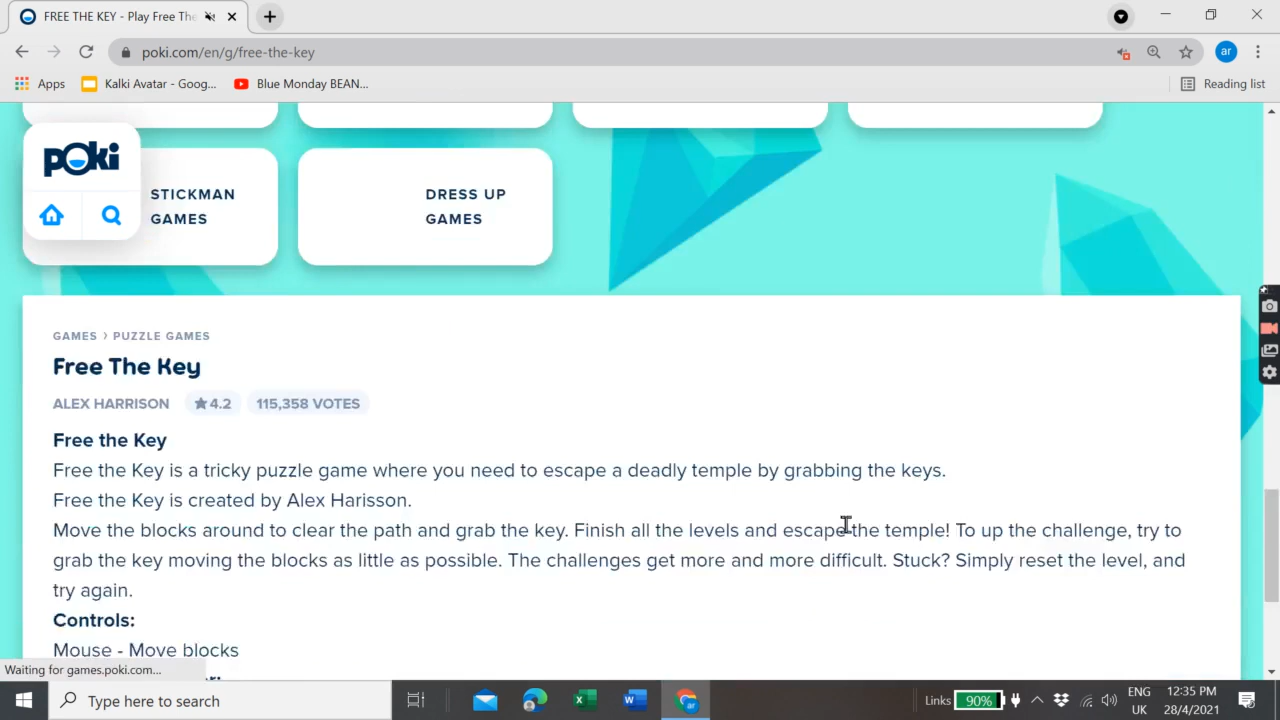 FREE THE KEY - Play Free The
poki.com/en/g/free-the-key
ar
Apps
Kalki Avatar - Goog...
Blue Monday BEAN...
Reading list
poki
STICKMAN
GAMES
DRESS UP
GAMES
GAMES › PUZZLE GAMES
Free The Key
ALEX HARRISON ★4.2 115,358 VOTES
Free the Key
Free the Key is a tricky puzzle game where you need to escape a deadly temple by grabbing the keys.
Free the Key is created by Alex Harisson.
Move the blocks around to clear the path and grab the key. Finish all the levels and escape the temple! To up the challenge, try to
grab the key moving the blocks as little as possible. The challenges get more and more difficult. Stuck? Simply reset the level, and
try again.
Controls:
Mouse - Move blocks
Waiting for games.poki.com...
Type here to search
Links
90%
ENG
UK
12:35 PM
28/4/2021